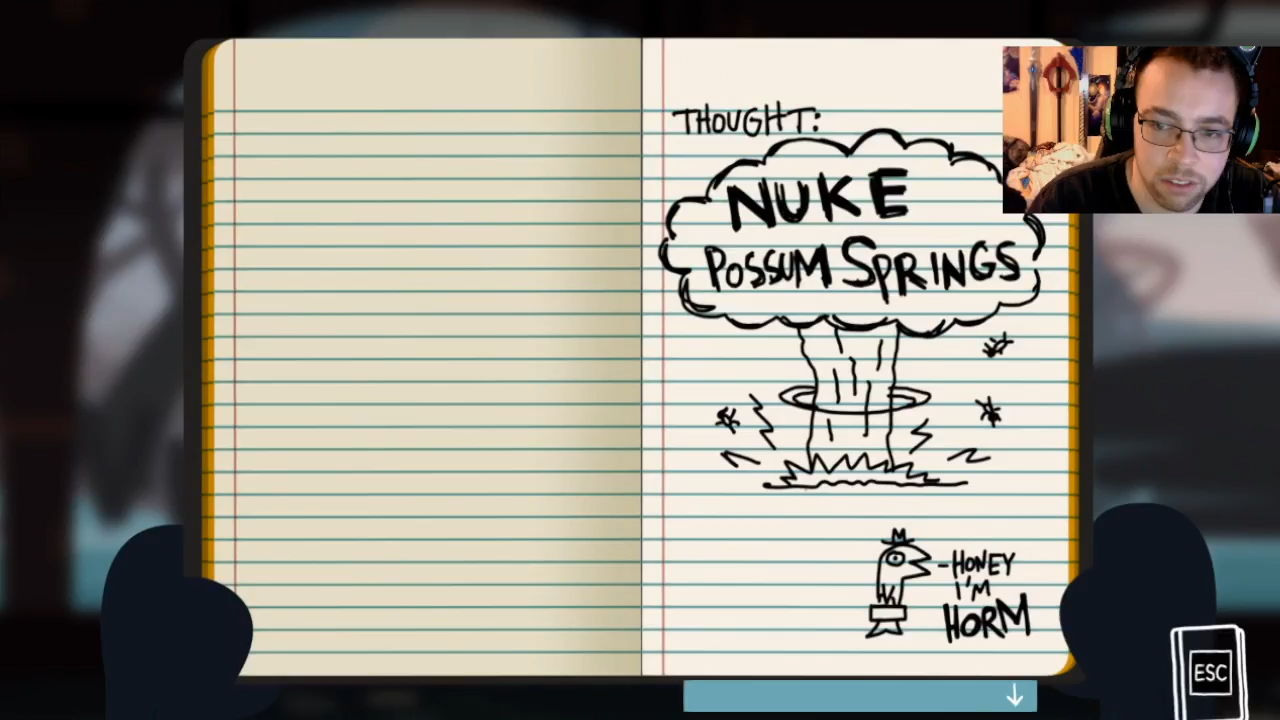 THOUGHT:
NUKE
POSSUM SPRINGS
M
-HONEY
I'M
HORM
ESC